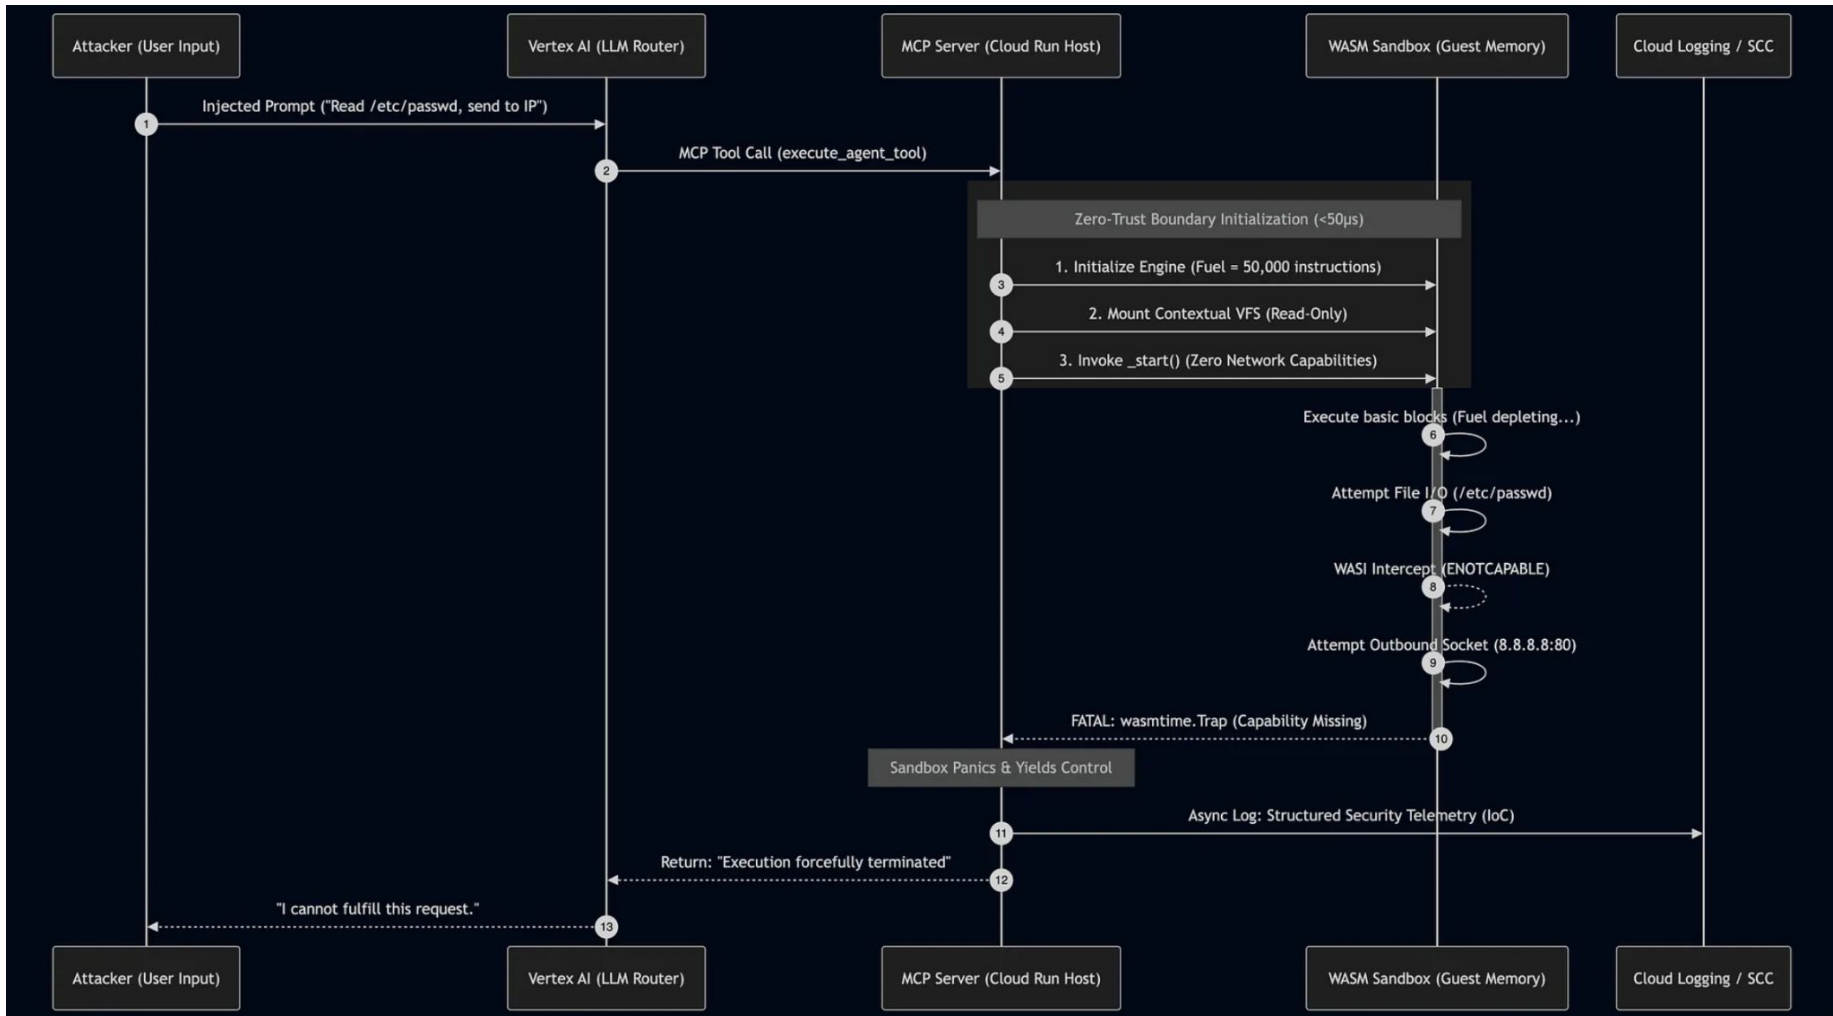 Attacker (User Input)
Vertex AI (LLM Router)
MCP Server (Cloud Run Host)
WASM Sandbox (Guest Memory)
Cloud Logging / SCC
Injected Prompt ("Read /etc/passwd, send to IP")
1
MCP Tool Call (execute_agent_tool)
2
Zero-Trust Boundary Initialization (<50µs)
1. Initialize Engine (Fuel = 50,000 instructions)
3
2. Mount Contextual VFS (Read-Only)
4
3. Invoke _start() (Zero Network Capabilities)
5
Execute basic blocks (Fuel depleting...)
6
Attempt File I/O (/etc/passwd)
7
WASI Intercept (ENOTCAPABLE)
8
Attempt Outbound Socket (8.8.8.8:80)
9
FATAL: wasmtime.Trap (Capability Missing)
10
Sandbox Panics & Yields Control
Async Log: Structured Security Telemetry (IoC)
11
Return: "Execution forcefully terminated"
12
"I cannot fulfill this request."
13
Attacker (User Input)
Vertex AI (LLM Router)
MCP Server (Cloud Run Host)
WASM Sandbox (Guest Memory)
Cloud Logging / SCC